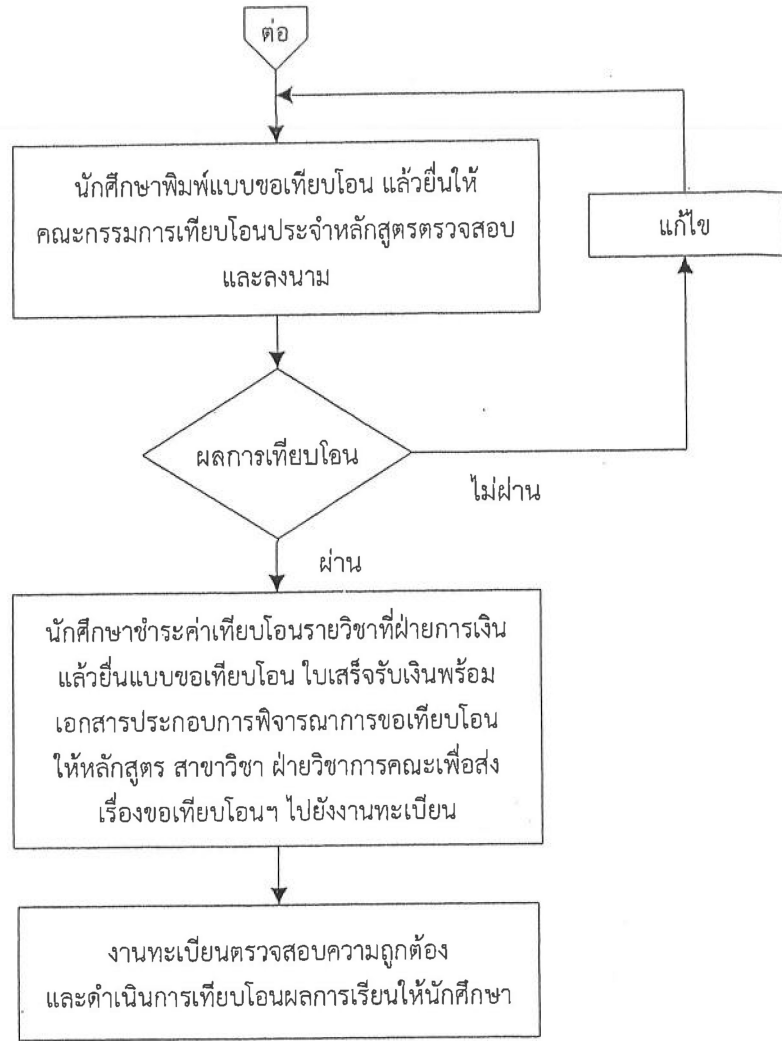 ต่อ
นักศึกษาพิมพ์แบบขอเทียบโอน แล้วยื่นให้
คณะกรรมการเทียบโอนประจำหลักสูตรตรวจสอบ
และลงนาม
แก้ไข
ผลการเทียบโอน
ไม่ผ่าน
ผ่าน
นักศึกษาชำระค่าเทียบโอนรายวิชาที่ฝ่ายการเงิน
แล้วยื่นแบบขอเทียบโอน ใบเสร็จรับเงินพร้อม
เอกสารประกอบการพิจารณาการขอเทียบโอน
ให้หลักสูตร สาขาวิชา ฝ่ายวิชาการคณะเพื่อส่ง
เรื่องขอเทียบโอนฯ ไปยังงานทะเบียน
งานทะเบียนตรวจสอบความถูกต้อง
และดำเนินการเทียบโอนผลการเรียนให้นักศึกษา